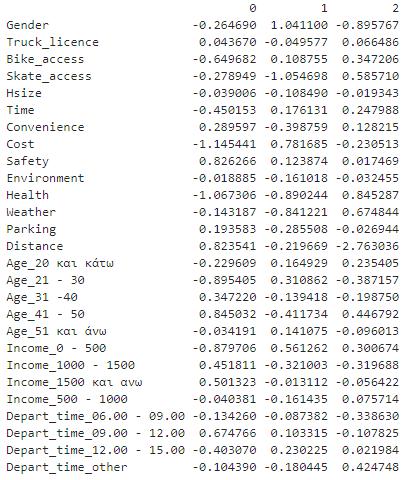 0 1 2
Gender -0.264690 1.041100 -0.895767
Truck_licence 0.043670 -0.049577 0.066486
Bike_access -0.649682 0.108755 0.347206
Skate_access -0.278949 -1.054698 0.585710
Hsize -0.039006 -0.108490 -0.019343
Time -0.450153 0.176131 0.247988
Convenience 0.289597 -0.398759 0.128215
Cost -1.145441 0.781685 -0.230513
Safety 0.826266 0.123874 0.017469
Environment -0.018885 -0.161018 -0.032455
Health -1.067306 -0.890244 0.845287
Weather -0.143187 -0.841221 0.674844
Parking 0.193583 -0.285508 -0.026944
Distance 0.823541 -0.219669 -2.763036
Age_20 και κάτω -0.229609 0.164929 0.235405
Age_21 - 30 -0.895405 0.310862 -0.387157
Age_31 -40 0.347220 -0.139418 -0.198750
Age_41 - 50 0.845032 -0.411734 0.446792
Age_51 και άνω -0.034191 0.141075 -0.096013
Income_0 - 500 -0.879706 0.561262 0.300674
Income_1000 - 1500 0.451811 -0.321003 -0.319688
Income_1500 και ανω 0.501323 -0.013112 -0.056422
Income_500 - 1000 -0.040381 -0.161435 0.075714
Depart_time_06.00 - 09.00 -0.134260 -0.087382 -0.338630
Depart_time_09.00 - 12.00 0.674766 0.103315 -0.107825
Depart_time_12.00 - 15.00 -0.403070 0.230225 0.021984
Depart_time_other -0.104390 -0.180445 0.424748